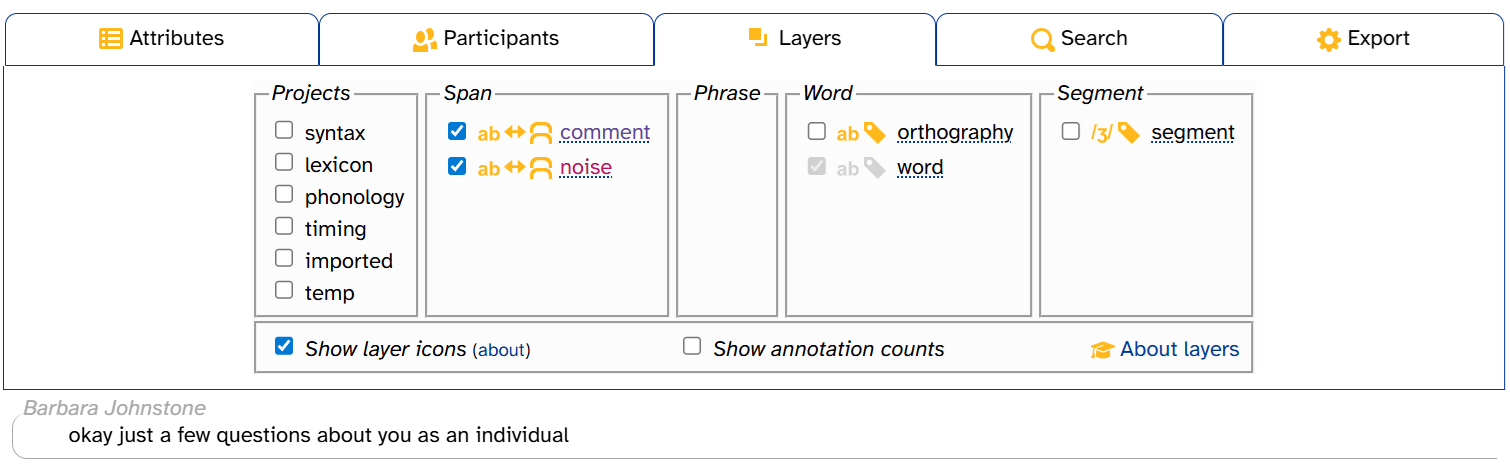 Attributes Participants Layers Search Export
Projects Span Phrase Word Segment
syntax ab comment ab orthography /ʒ/ segment
lexicon ab noise ab word
phonology
timing
imported
temp
Show layer icons (about) Show annotation counts About layers
Barbara Johnstone
okay just a few questions about you as an individual